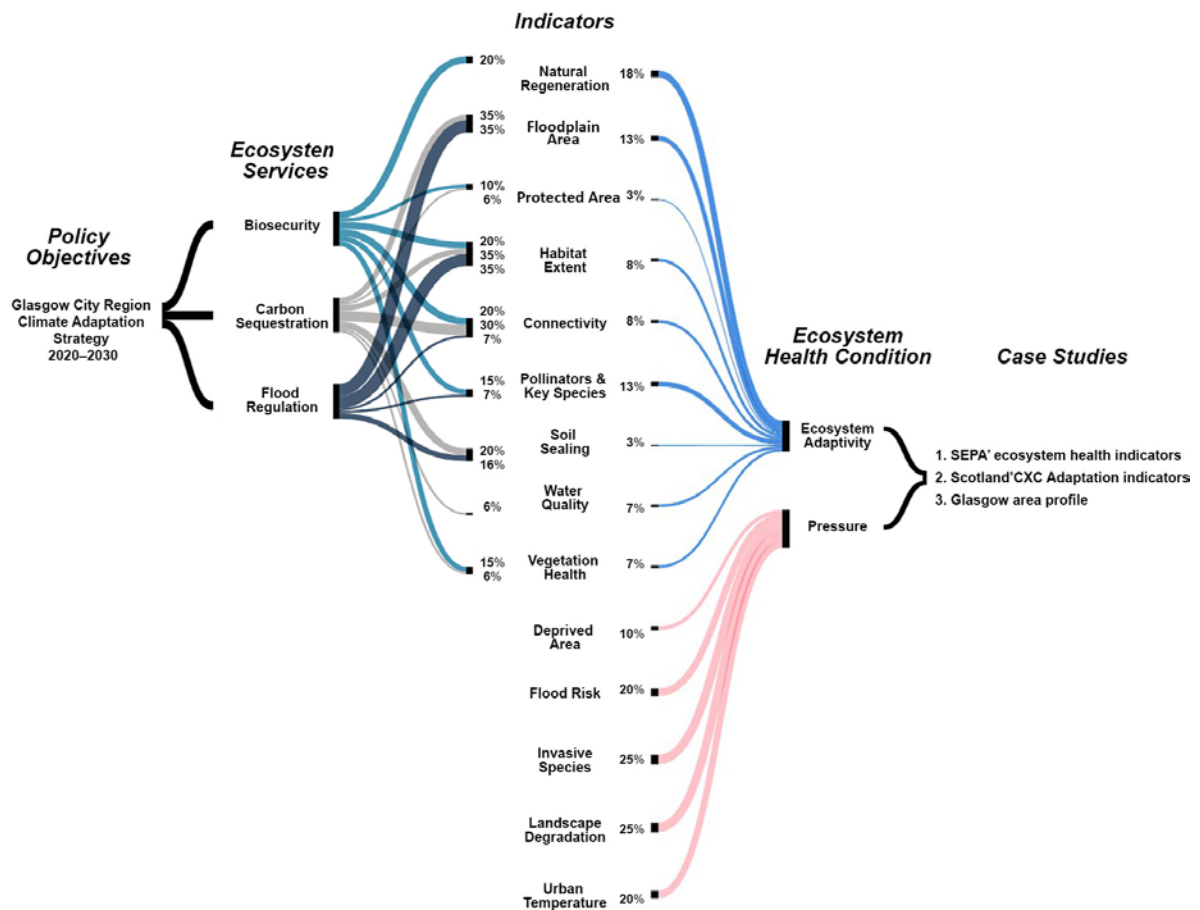 Indicators
Ecosysten
Services
Policy
Objectives
Glasgow City Region
Climate Adaptation
Strategy
2020–2030
Biosecurity
Carbon
Sequestration
Flood
Regulation
20%
Natural
Regeneration
18%
35%
35%
Floodplain
Area
13%
10%
6%
Protected Area
3%
20%
35%
35%
Habitat
Extent
8%
20%
30%
7%
Connectivity
8%
15%
7%
Pollinators &
Key Species
13%
20%
16%
Soil
Sealing
3%
6%
Water
Quality
7%
15%
6%
Vegetation
Health
7%
Deprived
Area
10%
Flood Risk
20%
Invasive
Species
25%
Landscape
Degradation
25%
Urban
Temperature
20%
Ecosystem
Health Condition
Ecosystem
Adaptivity
Pressure
Case Studies
1. SEPA' ecosystem health indicators
2. Scotland'CXC Adaptation indicators
3. Glasgow area profile